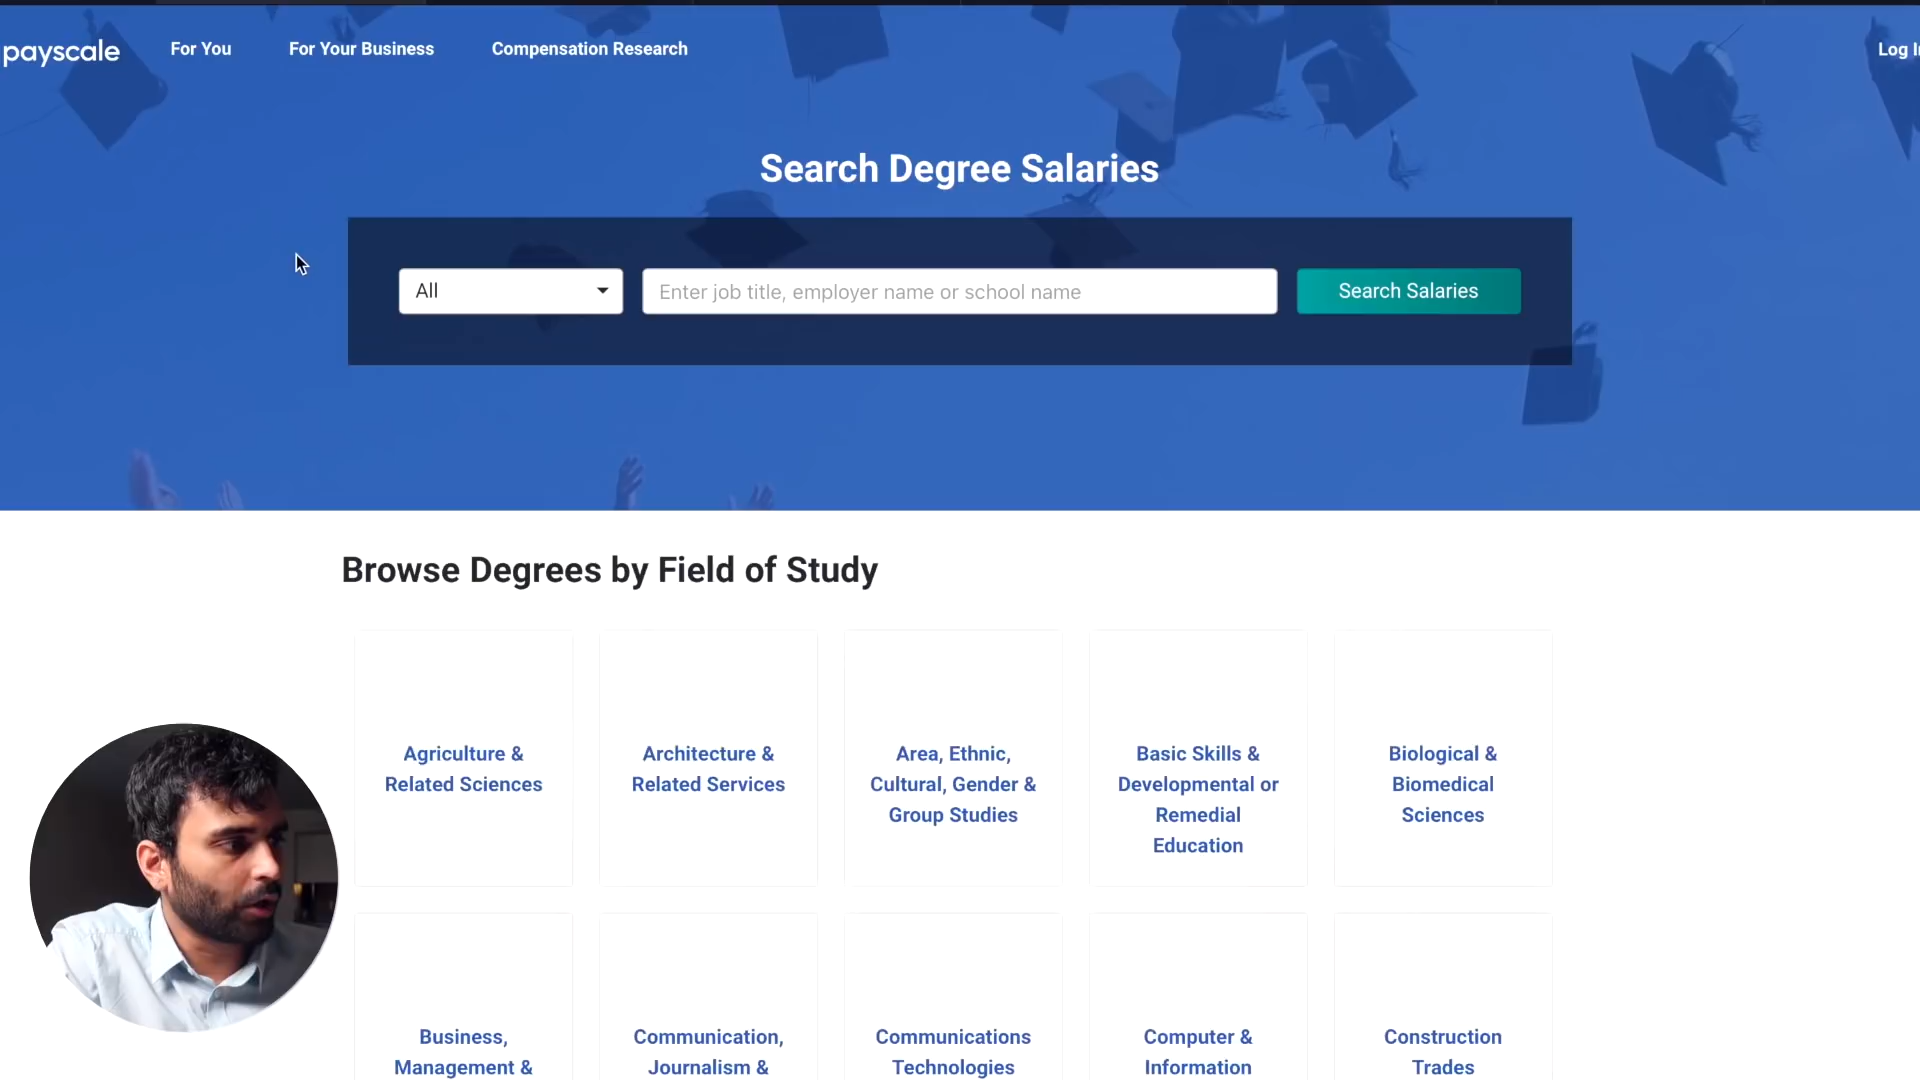 payscale
For You
For Your Business
Compensation Research
Log I
Search Degree Salaries
All
Enter job title, employer name or school name
Search Salaries
Browse Degrees by Field of Study
Agriculture &
Related Sciences
Architecture &
Related Services
Area, Ethnic,
Cultural, Gender &
Group Studies
Basic Skills &
Developmental or
Remedial
Education
Biological &
Biomedical
Sciences
Business,
Management &
Communication,
Journalism &
Communications
Technologies
Computer &
Information
Construction
Trades